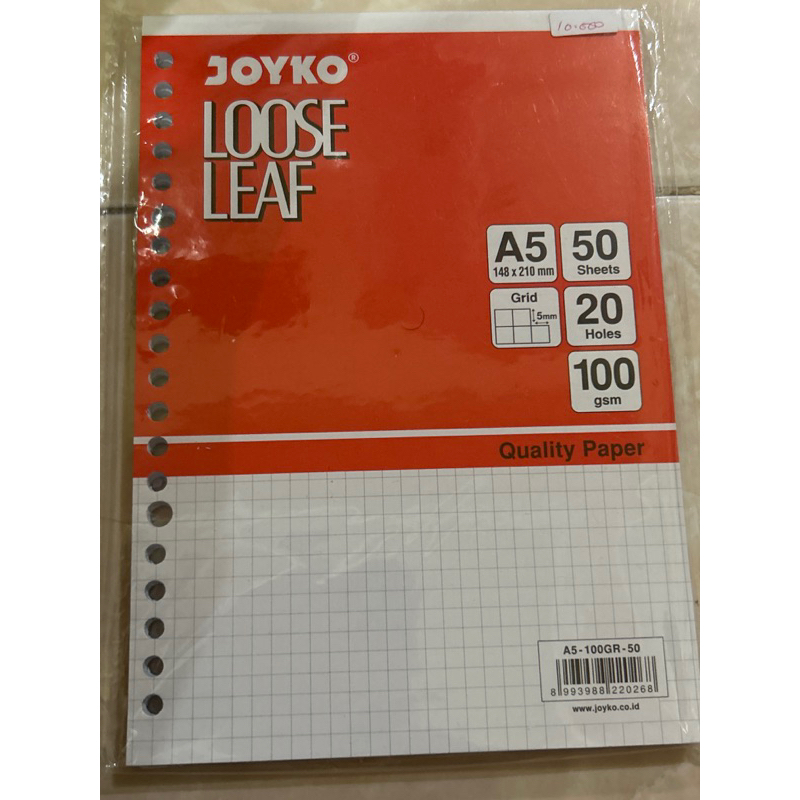 10.000
JOYKO®
LOOSE
LEAF
A5
148 x 210 mm
50
Sheets
Grid
5mm
20
Holes
100
gsm
Quality Paper
A5-100GR-50
8 993988 220268
www.joyko.co.id